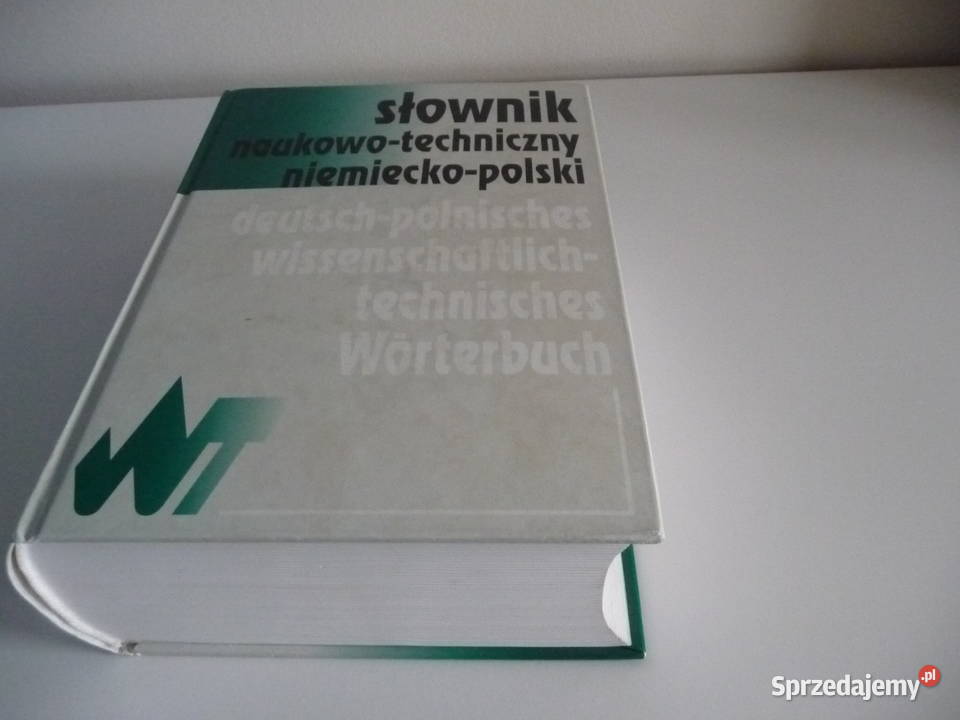 słownik
naukowo-techniczny
niemiecko-polski
deutsch-polnisches
wissenschaftlich-
technisches
Wörterbuch
WNT
Sprzedajemy.pl